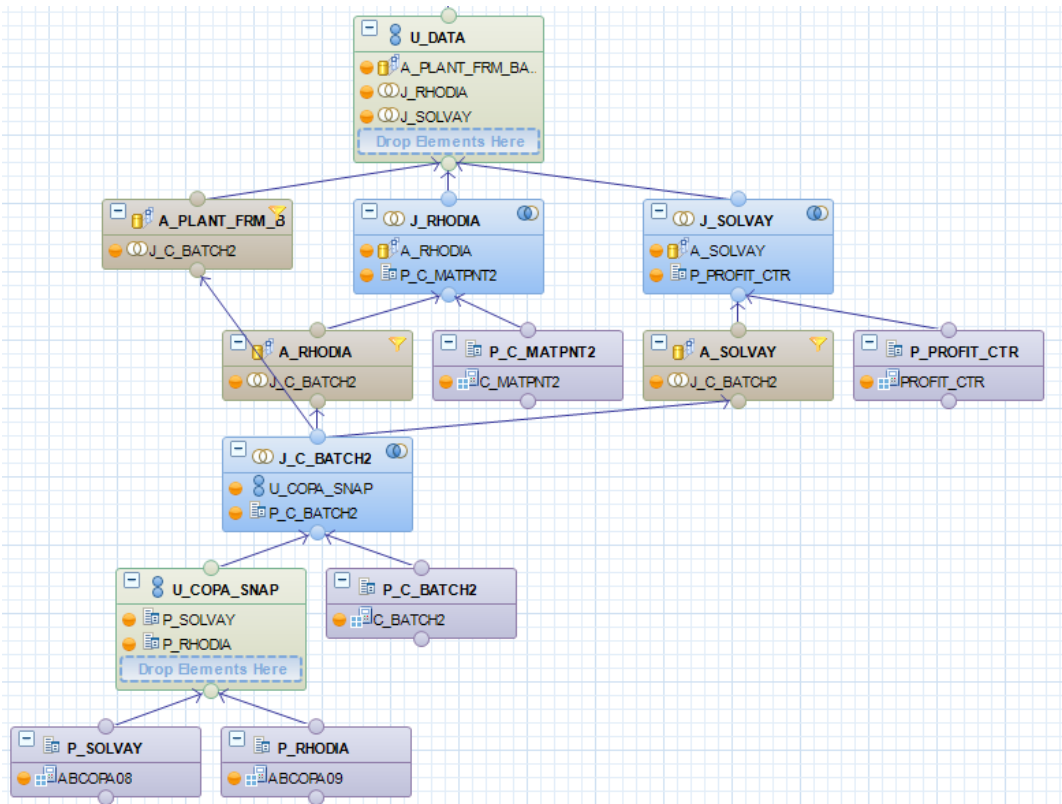 U_DATA
A_PLANT_FRM_BA..
J_RHODIA
J_SOLVAY
Drop Elements Here
A_PLANT_FRM_B
J_C_BATCH2
J_RHODIA
A_RHODIA
P_C_MATPNT2
J_SOLVAY
A_SOLVAY
P_PROFIT_CTR
A_RHODIA
J_C_BATCH2
P_C_MATPNT2
C_MATPNT2
A_SOLVAY
J_C_BATCH2
P_PROFIT_CTR
PROFIT_CTR
J_C_BATCH2
U_COPA_SNAP
P_C_BATCH2
U_COPA_SNAP
P_SOLVAY
P_RHODIA
Drop Elements Here
P_C_BATCH2
C_BATCH2
P_SOLVAY
ABCOPA08
P_RHODIA
ABCOPA09